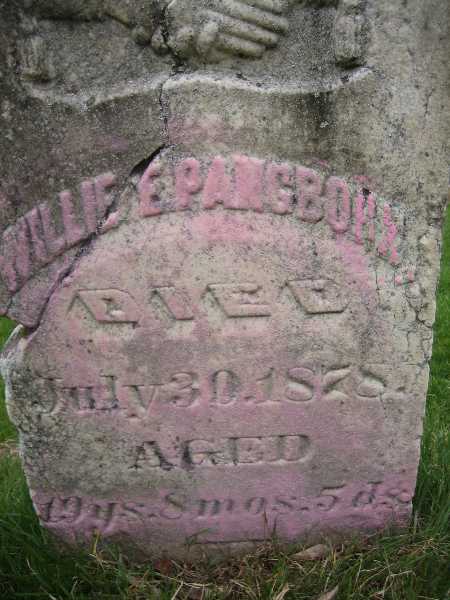 WILLIE E. PANGBORN
DIED
July 30. 1878.
AGED
19 ys. 8 mos. 5 ds.